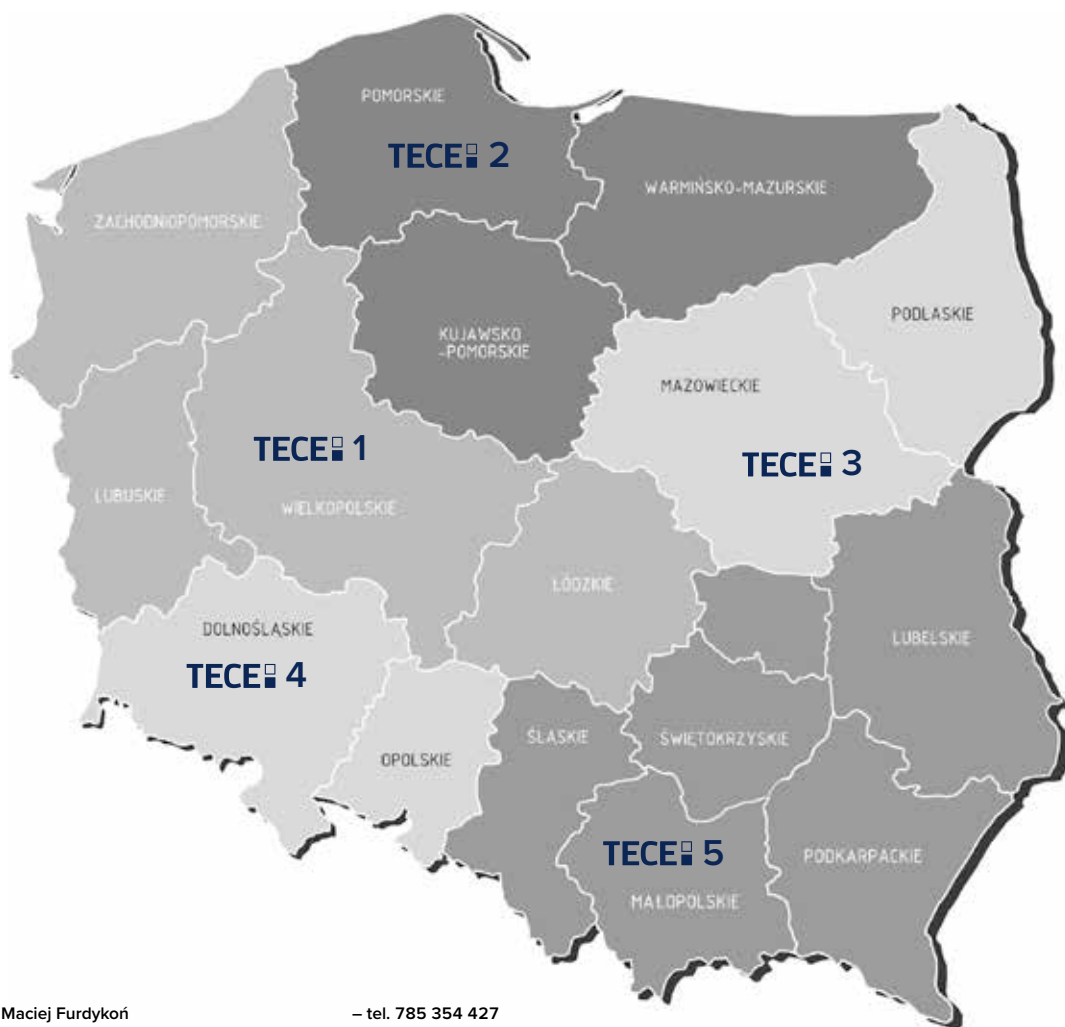 POMORSKIE
TECE 2
WARMIŃSKO-MAZURSKIE
ZACHODNIOPOMORSKIE
PODLASKIE
KUJAWSKO
-POMORSKIE
MAZOWIECKIE
TECE 1
TECE 3
LUBUSKIE
WIELKOPOLSKIE
ŁÓDZKIE
DOLNOŚLĄSKIE
LUBELSKIE
TECE 4
ŚLĄSKIE
ŚWIĘTOKRZYSKIE
OPOLSKIE
TECE 5
PODKARPACKIE
MAŁOPOLSKIE
Maciej Furdykoń – tel. 785 354 427